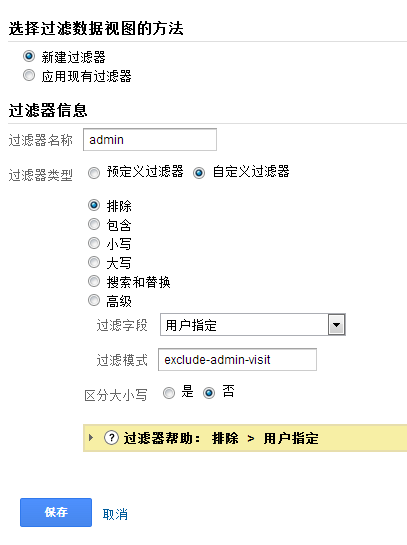 选择过滤数据视图的方法
新建过滤器
应用现有过滤器
过滤器信息
过滤器名称 admin
过滤器类型 预定义过滤器 自定义过滤器
排除
包含
小写
大写
搜索和替换
高级
过滤字段 用户指定
过滤模式 exclude-admin-visit
区分大小写 是 否
? 过滤器帮助： 排除 > 用户指定
保存 取消